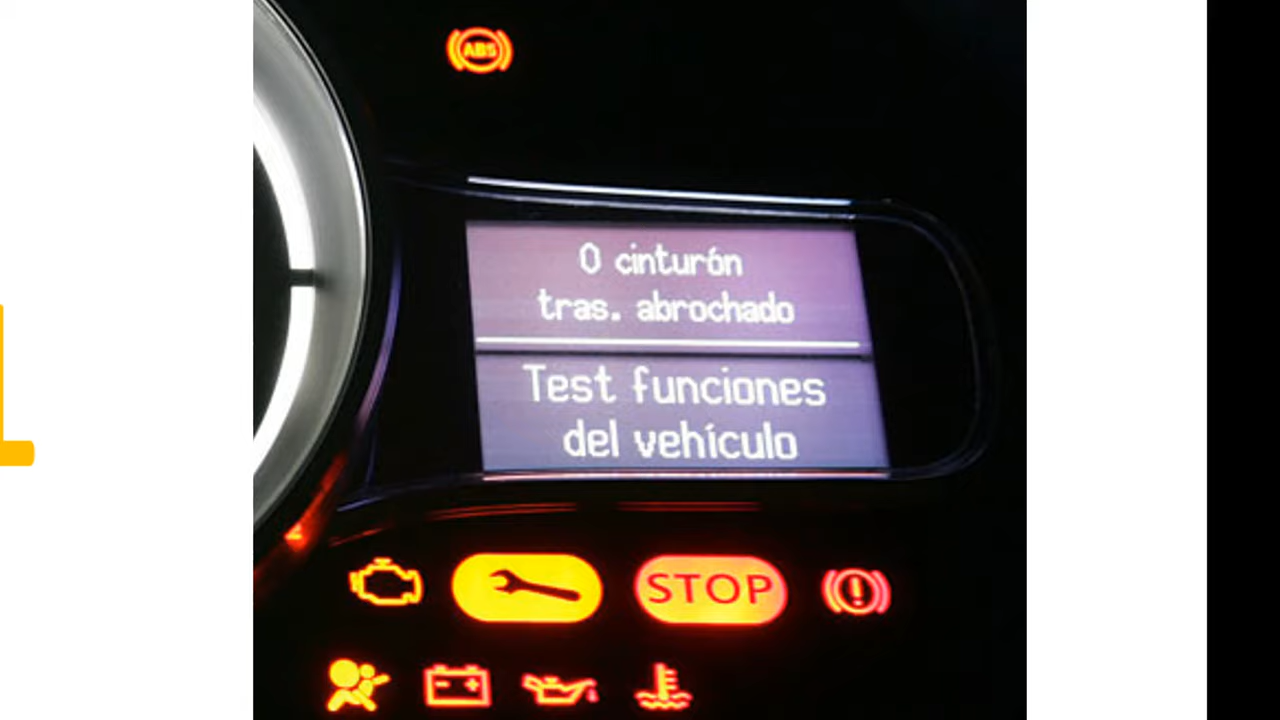 ABS
0 cinturón
tras. abrochado
Test funciones
del vehículo
STOP